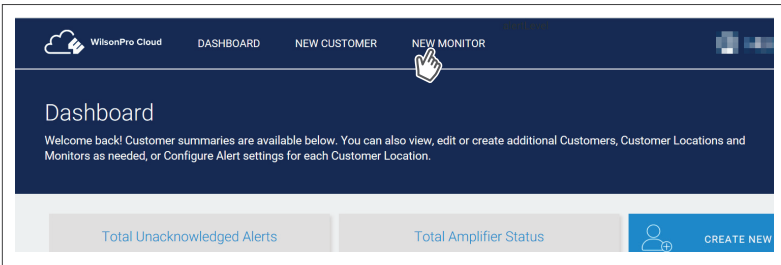 WilsonPro Cloud DASHBOARD NEW CUSTOMER NEW MONITOR
Dashboard
Welcome back! Customer summaries are available below. You can also view, edit or create additional Customers, Customer Locations and
Monitors as needed, or Configure Alert settings for each Customer Location.
Total Unacknowledged Alerts Total Amplifier Status CREATE NEW